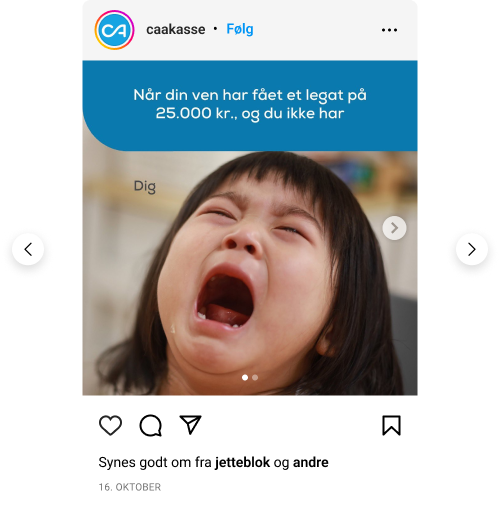 CA
caakasse • Følg
Når din ven har fået et legat på
25.000 kr., og du ikke har
Dig
Synes godt om fra jetteblok og andre
16. OKTOBER